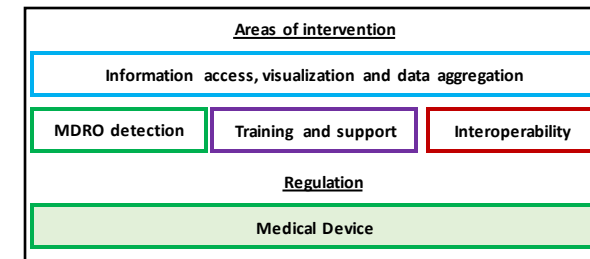 Areas of intervention
Information access, visualization and data aggregation
MDRO detection Training and support Interoperability
Regulation
Medical Device